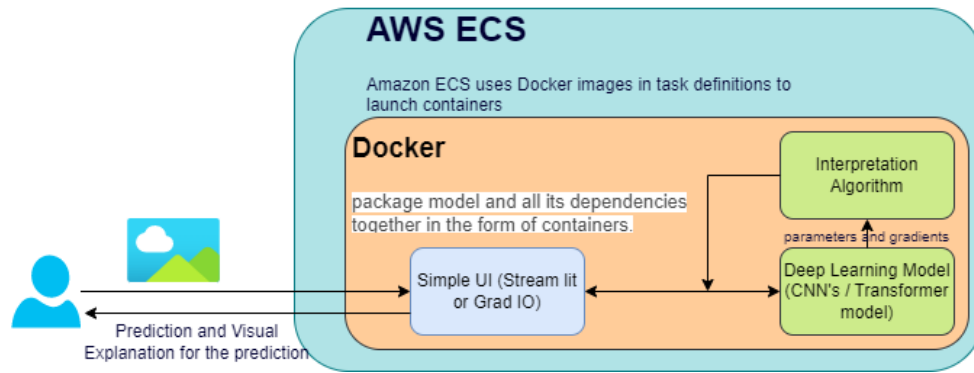 AWS ECS
Amazon ECS uses Docker images in task definitions to
launch containers
Docker
package model and all its dependencies
together in the form of containers.
Interpretation
Algorithm
parameters and gradients
Simple UI (Stream lit
or Grad IO)
Deep Learning Model
(CNN's / Transformer
model)
Prediction and Visual
Explanation for the prediction